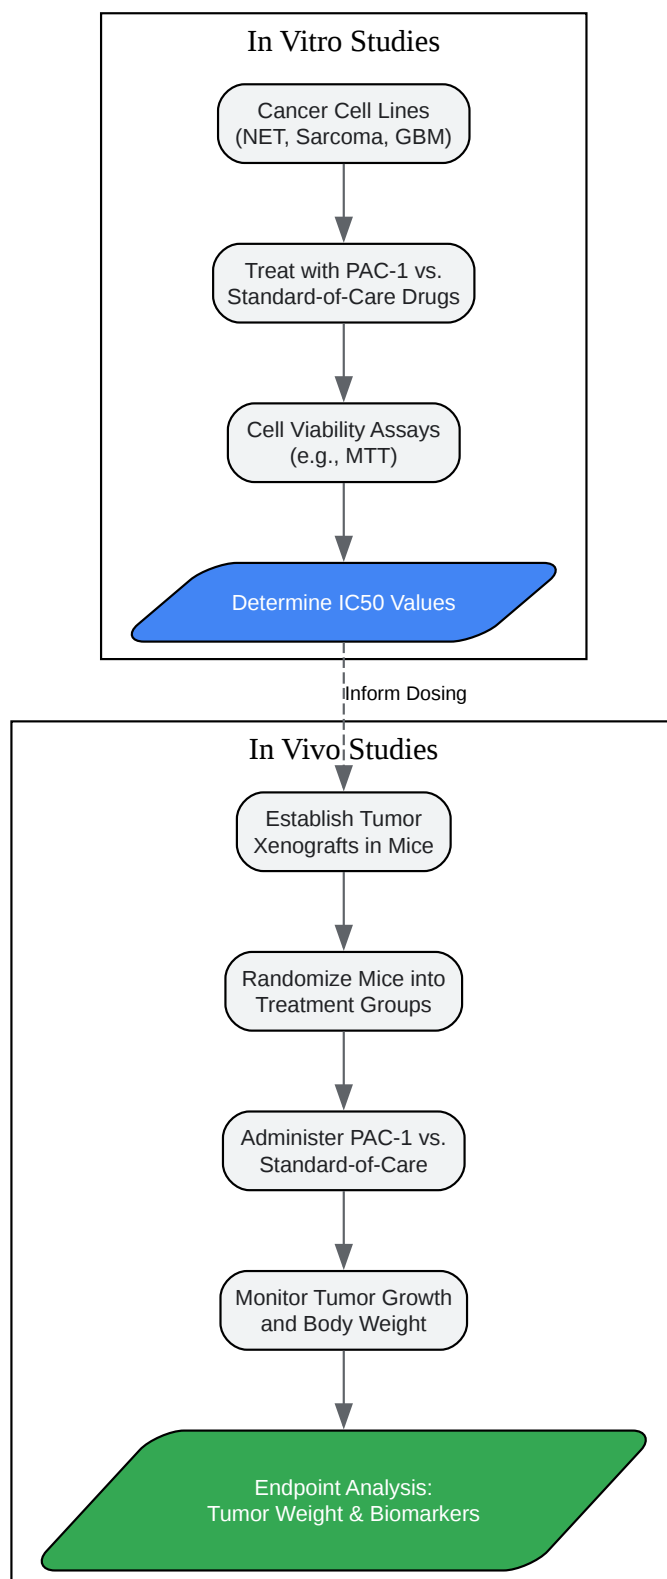 In Vitro Studies
Cancer Cell Lines
(NET, Sarcoma, GBM)
Treat with PAC-1 vs.
Standard-of-Care Drugs
Cell Viability Assays
(e.g., MTT)
Determine IC50 Values
Inform Dosing
In Vivo Studies
Establish Tumor
Xenografts in Mice
Randomize Mice into
Treatment Groups
Administer PAC-1 vs.
Standard-of-Care
Monitor Tumor Growth
and Body Weight
Endpoint Analysis:
Tumor Weight & Biomarkers